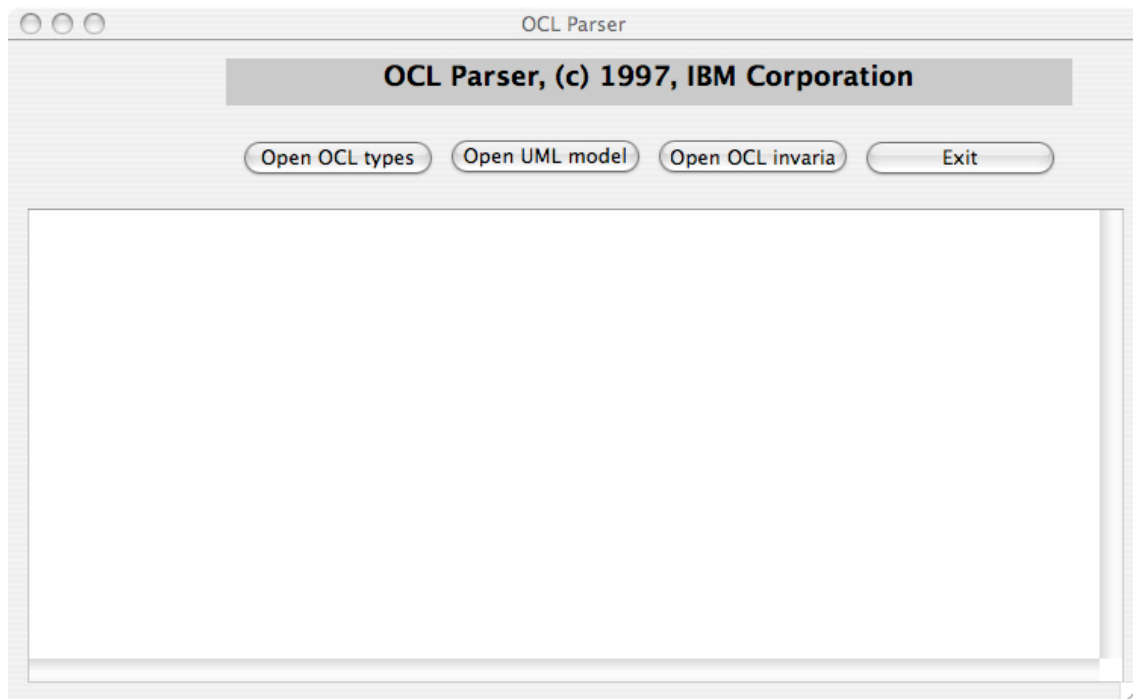 OCL Parser
OCL Parser, (c) 1997, IBM Corporation
Open OCL types Open UML model Open OCL invaria Exit